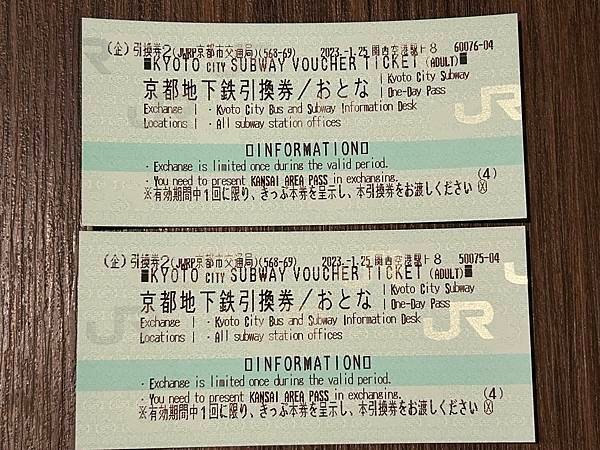 (企)引換券2(JWRP京都市交通局)(568-69) 2023.-1.25 関西空港駅ド8 60076-04
■KYOTO CITY SUBWAY VOUCHER TICKET (ADULT)■
京都地下鉄引換券/おとな | Kyoto City Subway
| One-Day Pass
Exchange | ・Kyoto City Bus and Subway Information Desk
Locations | ・All subway station offices
JR
□INFORMATION□
・Exchange is limited once during the valid period.
・You need to present KANSAI AREA PASS in exchanging. (4)
※有効期間中1回に限り、きっぷ本券を呈示し、本引換券をお渡しください
(企)引換券2(JWRP京都市交通局)(568-69) 2023.-1.25 関西空港駅ド8 50075-04
■KYOTO CITY SUBWAY VOUCHER TICKET (ADULT)■
京都地下鉄引換券/おとな | Kyoto City Subway
| One-Day Pass
Exchange | ・Kyoto City Bus and Subway Information Desk
Locations | ・All subway station offices
JR
□INFORMATION□
・Exchange is limited once during the valid period.
・You need to present KANSAI AREA PASS in exchanging. (4)
※有効期間中1回に限り、きっぷ本券を呈示し、本引換券をお渡しください